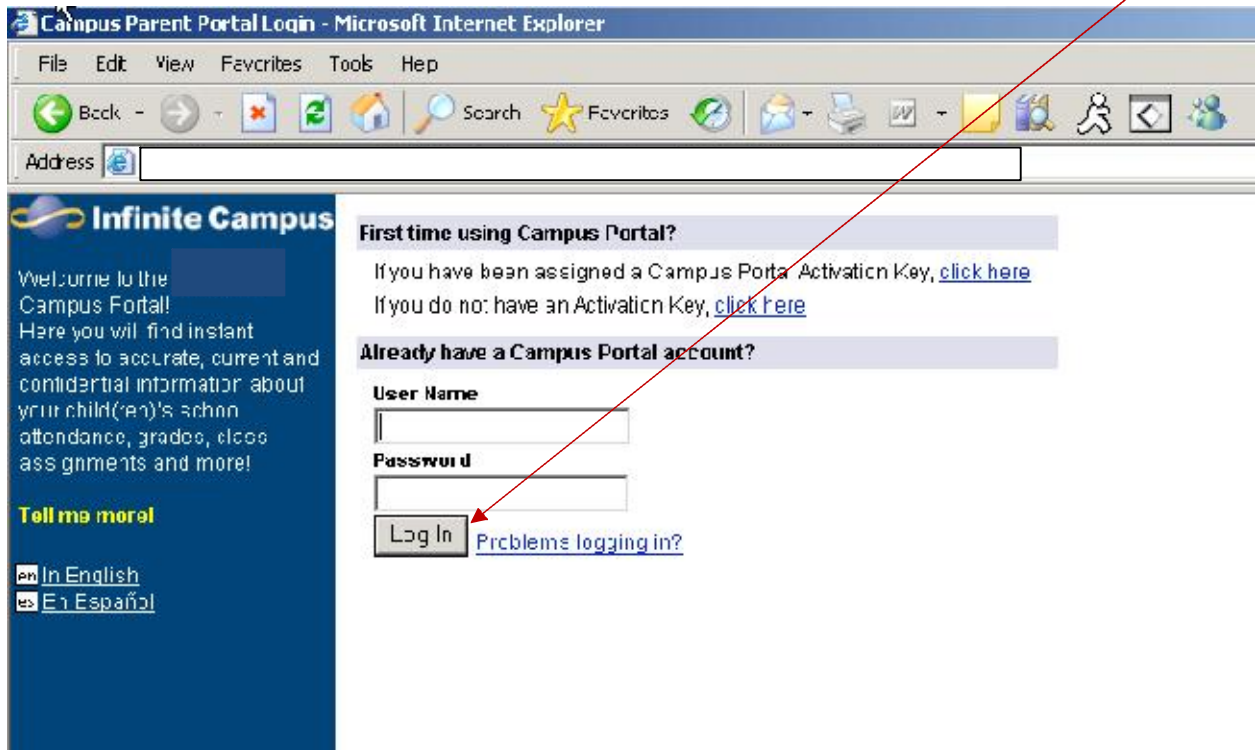 Campus Parent Portal Login - Microsoft Internet Explorer
File Edit View Favorites Tools Help
Back Search Favorites
Address
Infinite Campus
Welcome to the
Campus Portal!
Here you will find instant
access to accurate, current and
confidential information about
your child(ren)'s school
attendance, grades, class
assignments and more!
Tell me more!
en In English
es En Español
First time using Campus Portal?
If you have been assigned a Campus Portal Activation Key, click here
If you do not have an Activation Key, click here
Already have a Campus Portal account?
User Name
Password
Log In Problems logging in?